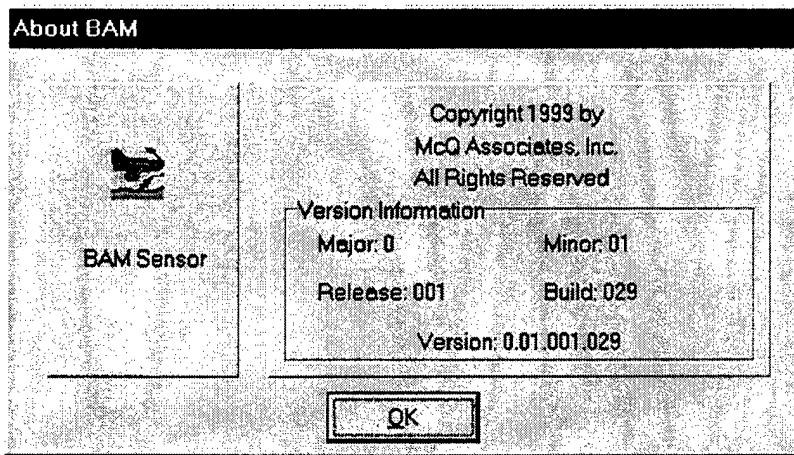 About BAM
BAM Sensor
Copyright 1999 by
McQ Associates, Inc.
All Rights Reserved
Version Information
Major: 0 Minor: 01
Release: 001 Build: 029
Version: 0.01.001.029
OK